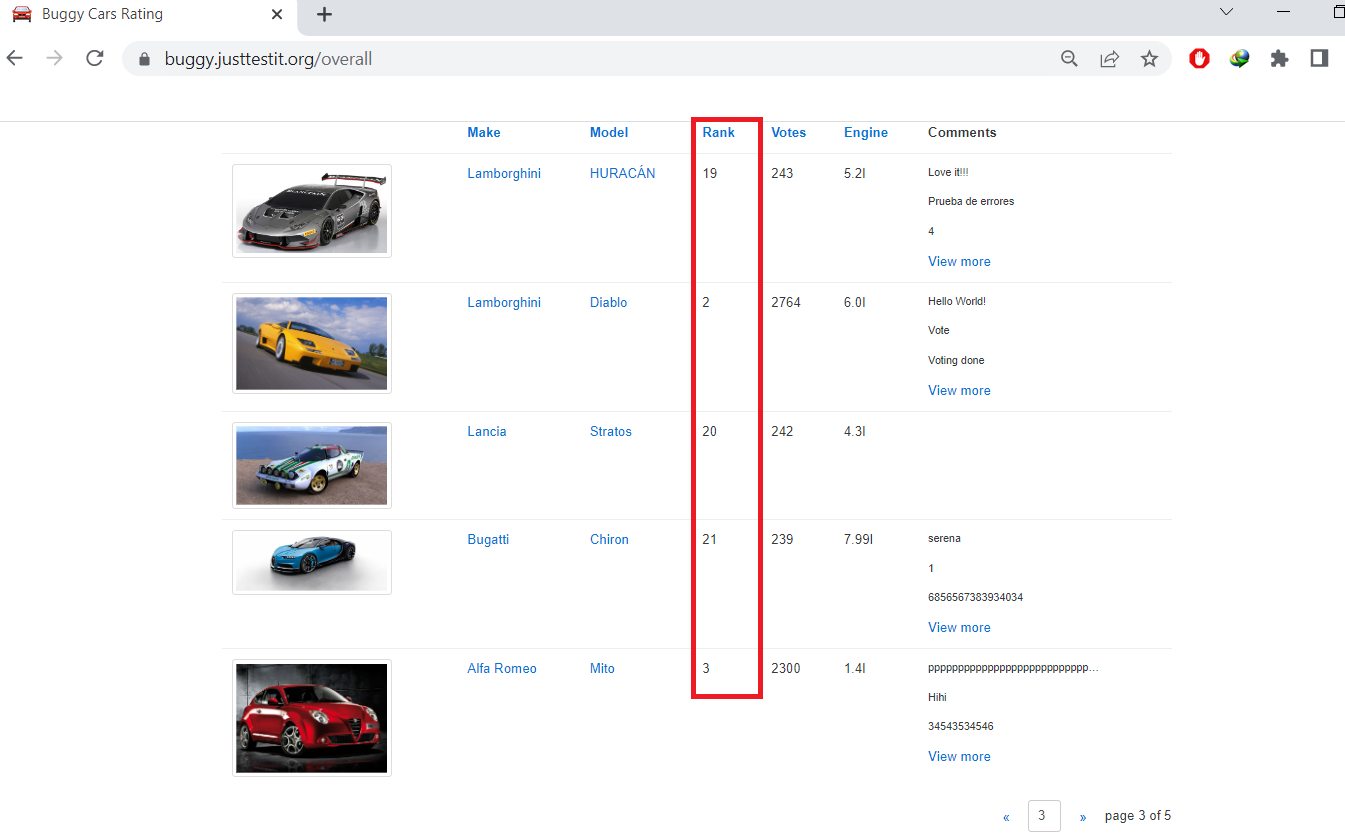 Buggy Cars Rating
buggy.justtestit.org/overall
Make Model Rank Votes Engine Comments
Lamborghini HURACÁN 19 243 5.2l Love it!!!
Prueba de errores
4
View more
Lamborghini Diablo 2 2764 6.0l Hello World!
Vote
Voting done
View more
Lancia Stratos 20 242 4.3l
Bugatti Chiron 21 239 7.99l serena
1
6856567383934034
View more
Alfa Romeo Mito 3 2300 1.4l pppppppppppppppppppppppppppp...
Hihi
34543534546
View more
« 3 » page 3 of 5